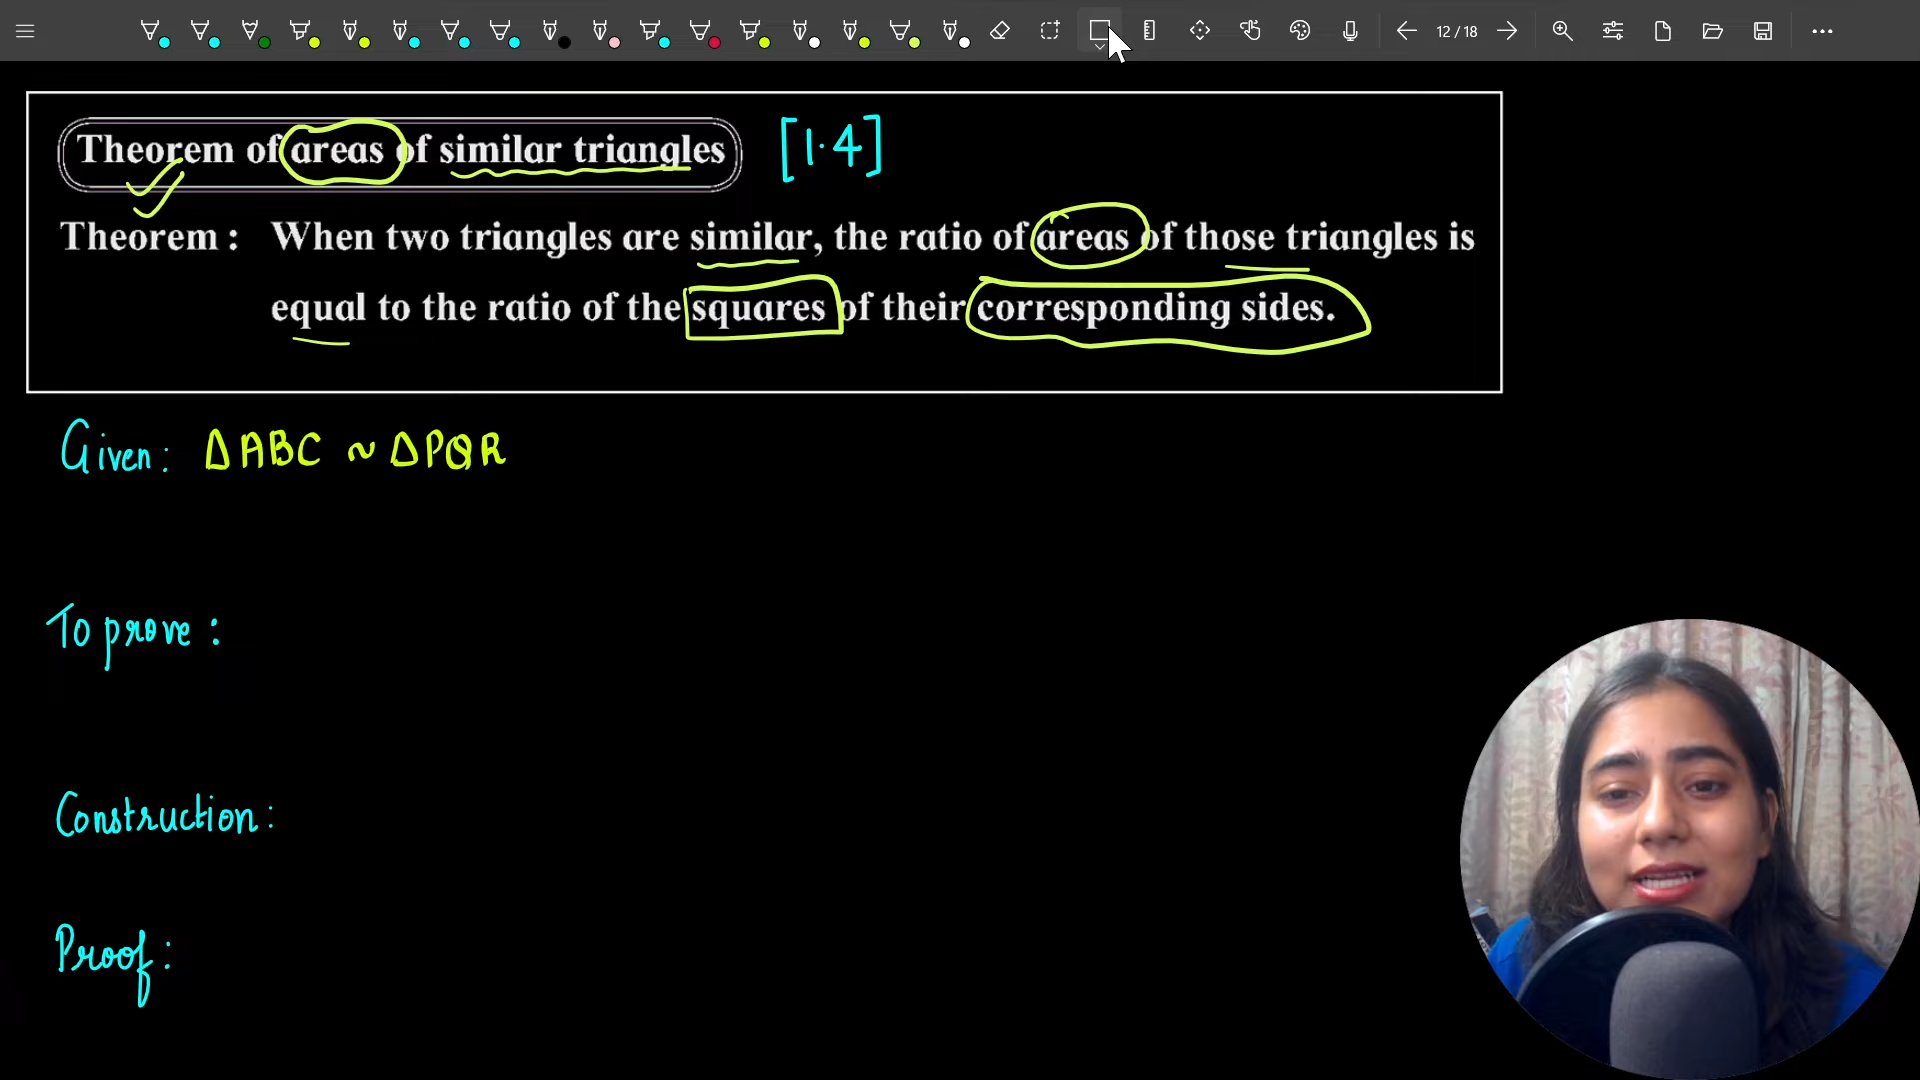 12 / 18
Theorem of areas of similar triangles [1.4]
Theorem : When two triangles are similar, the ratio of areas of those triangles is
equal to the ratio of the squares of their corresponding sides.
Given: ΔABC ~ ΔPQR
To prove :
Construction:
Proof: